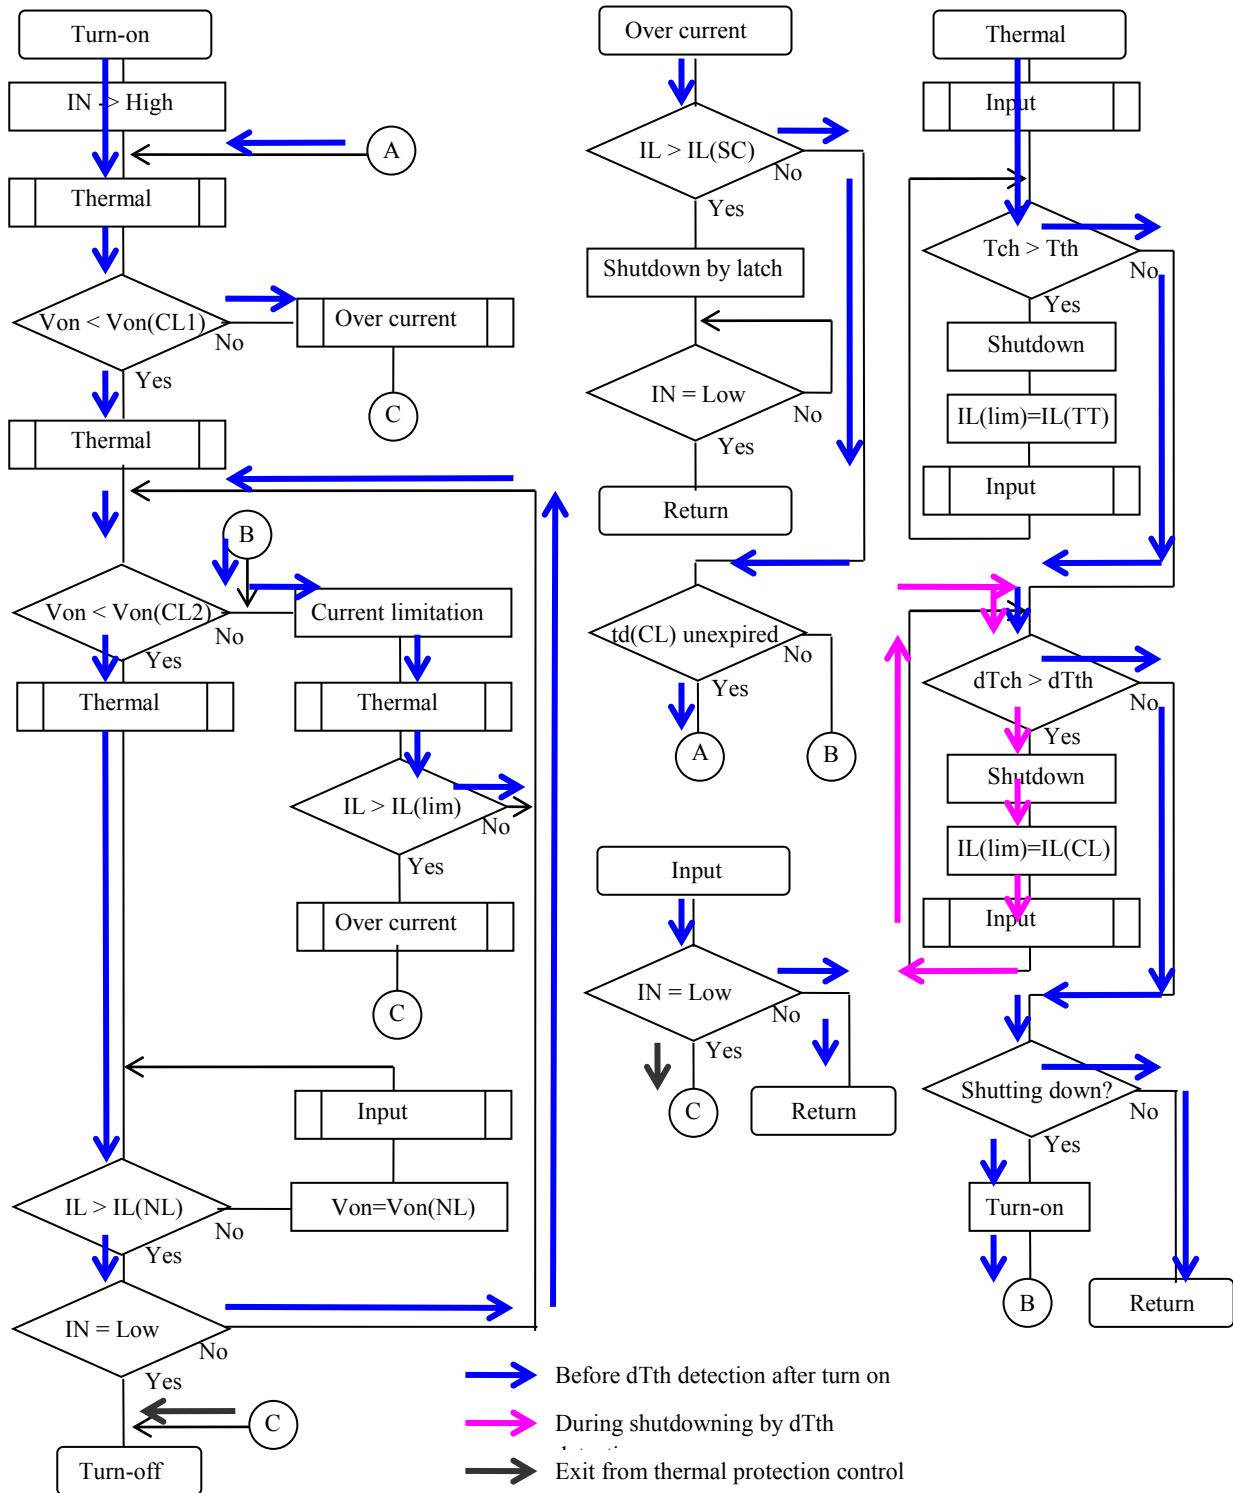 Turn-on
IN -> High
A
Thermal
Von < Von(CL1)
No
Yes
Over current
C
Thermal
B
Von < Von(CL2)
No
Yes
Current limitation
Thermal
Thermal
IL > IL(lim)
No
Yes
Over current
C
Input
IL > IL(NL)
No
Yes
Von=Von(NL)
IN = Low
No
Yes
C
Turn-off
Over current
IL > IL(SC)
No
Yes
Shutdown by latch
IN = Low
No
Yes
Return
td(CL) unexpired
No
Yes
A
B
Input
IN = Low
No
Yes
C
Return
Thermal
Input
Tch > Tth
No
Yes
Shutdown
IL(lim)=IL(TT)
Input
dTch > dTth
No
Yes
Shutdown
IL(lim)=IL(CL)
Input
Shutting down?
No
Yes
Turn-on
B
Return
Before dTth detection after turn on
During shutdowning by dTth
Exit from thermal protection control